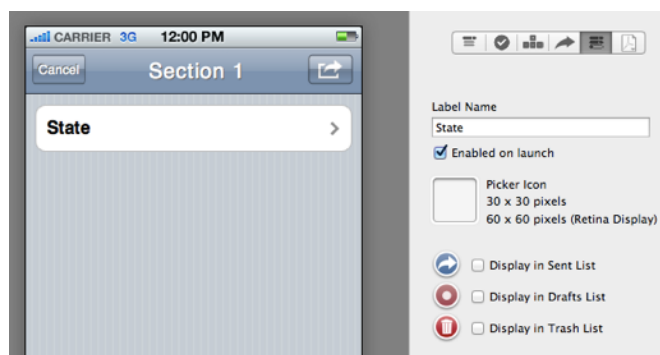 CARRIER 3G 12:00 PM
Cancel
Section 1
State
Label Name
State
Enabled on launch
Picker Icon
30 x 30 pixels
60 x 60 pixels (Retina Display)
Display in Sent List
Display in Drafts List
Display in Trash List